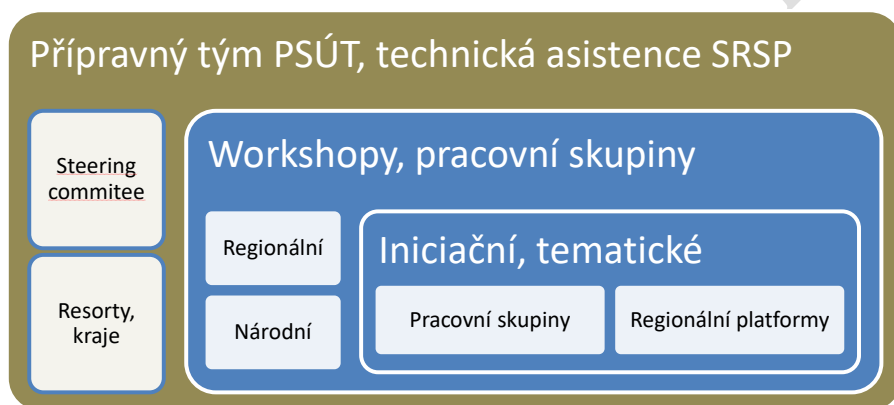 Přípravný tým PSÚT, technická asistence SRSP
Steering
commitee
Resorty,
kraje
Workshopy, pracovní skupiny
Regionální
Národní
Iniciační, tematické
Pracovní skupiny
Regionální platformy